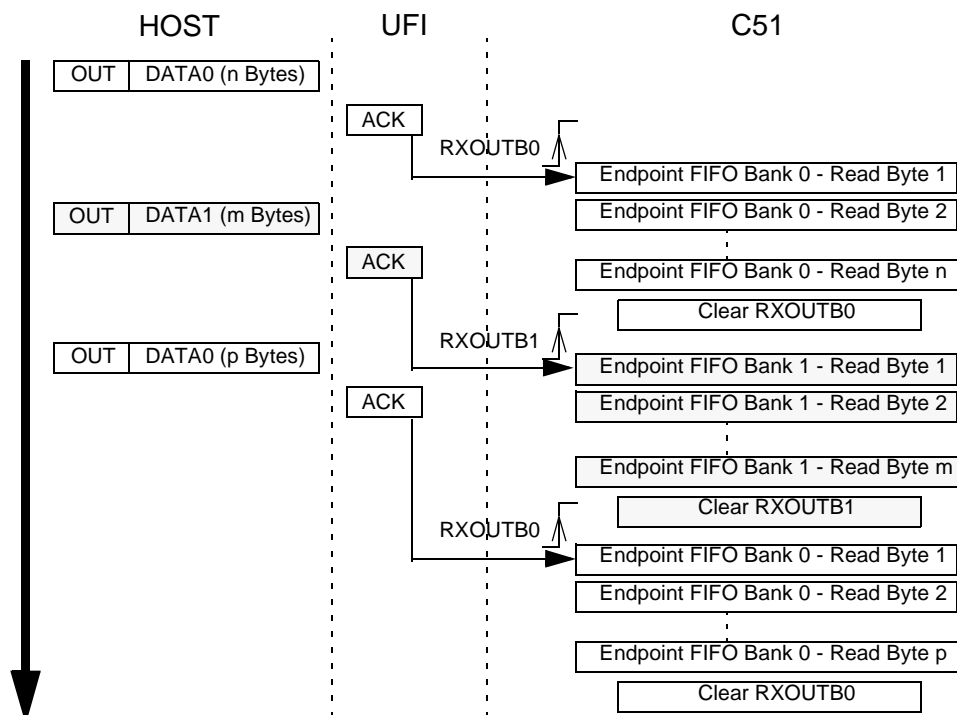 HOST UFI C51
OUT DATA0 (n Bytes)
ACK
RXOUTB0
Endpoint FIFO Bank 0 - Read Byte 1
OUT DATA1 (m Bytes)
Endpoint FIFO Bank 0 - Read Byte 2
ACK
Endpoint FIFO Bank 0 - Read Byte n
Clear RXOUTB0
RXOUTB1
OUT DATA0 (p Bytes)
Endpoint FIFO Bank 1 - Read Byte 1
ACK
Endpoint FIFO Bank 1 - Read Byte 2
Endpoint FIFO Bank 1 - Read Byte m
Clear RXOUTB1
RXOUTB0
Endpoint FIFO Bank 0 - Read Byte 1
Endpoint FIFO Bank 0 - Read Byte 2
Endpoint FIFO Bank 0 - Read Byte p
Clear RXOUTB0